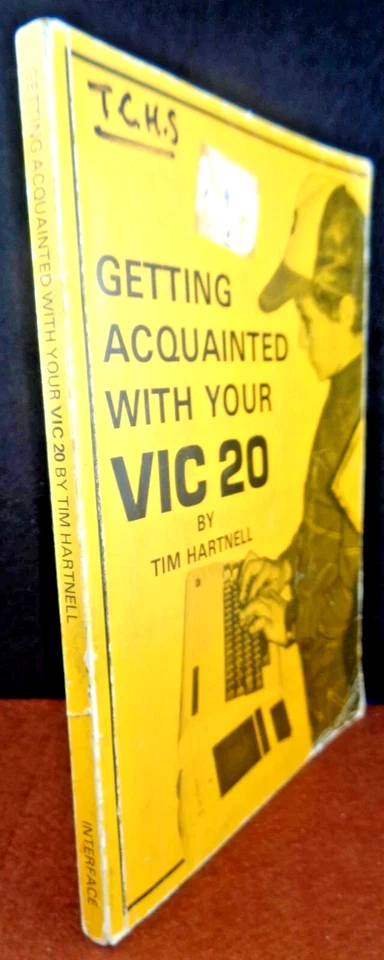 T.C.H.S
GETTING
ACQUAINTED
WITH YOUR
VIC 20
BY
TIM HARTNELL
GETTING ACQUAINTED WITH YOUR VIC 20 BY TIM HARTNELL
INTERFACE